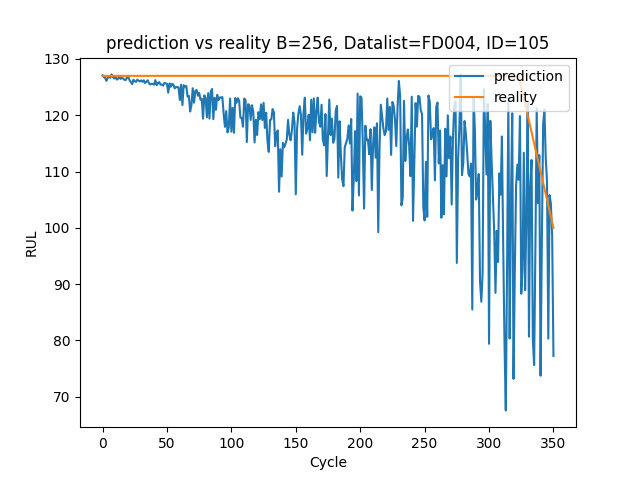 prediction vs reality B=256, Datalist=FD004, ID=105
130
120
110
100
90
80
70
RUL
prediction
reality
0 50 100 150 200 250 300 350
Cycle